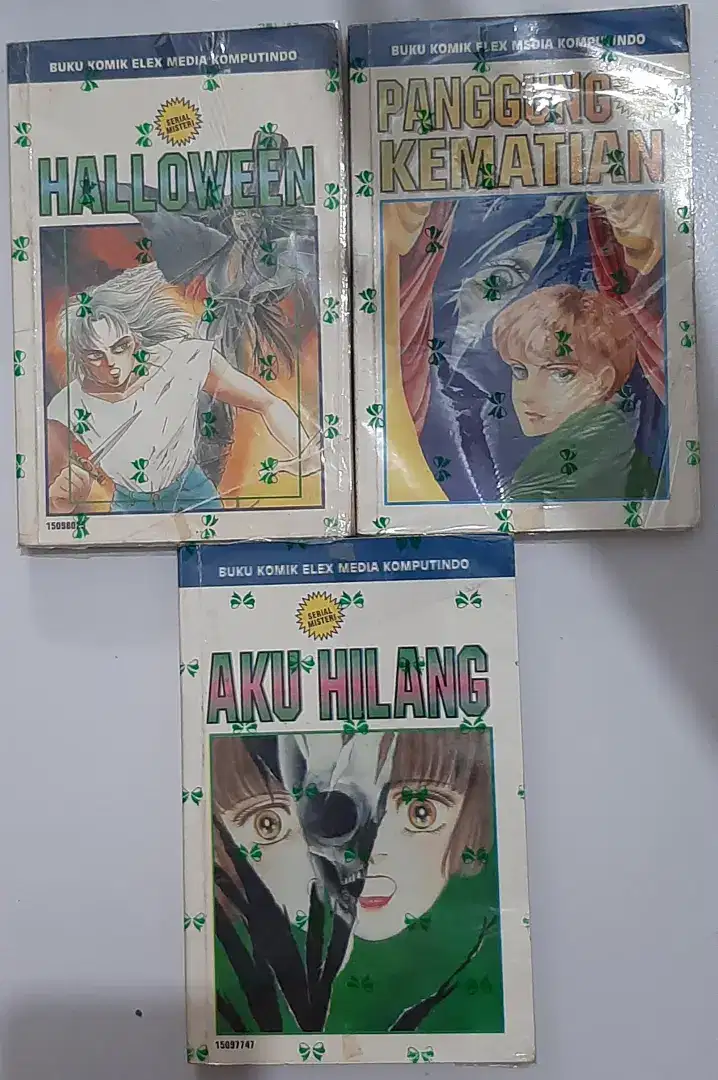 BUKU KOMIK ELEX MEDIA KOMPUTINDO
SERIAL
MISTERI
HALLOWEEN
BUKU KOMIK ELEX MEDIA KOMPUTINDO
PANGGUNG
KEMATIAN
BUKU KOMIK ELEX MEDIA KOMPUTINDO
SERIAL
MISTERI
AKU HILANG
15097747